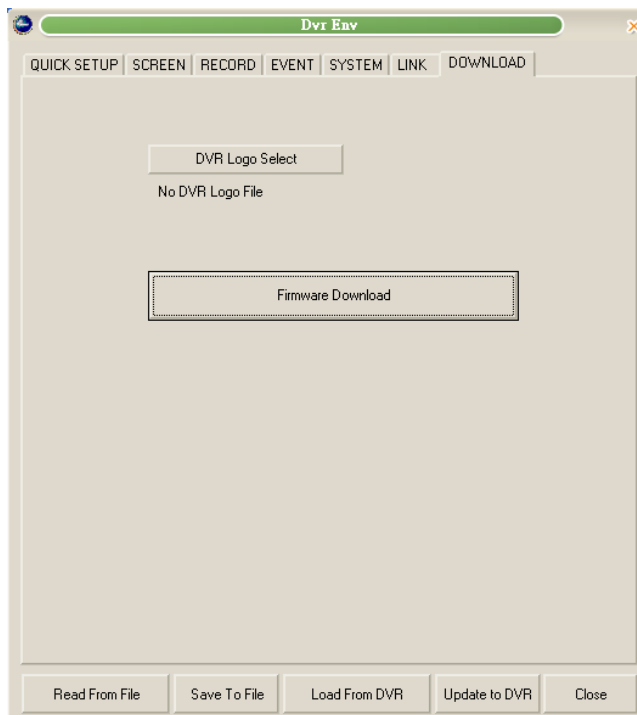 Dvr Env
QUICK SETUP SCREEN RECORD EVENT SYSTEM LINK DOWNLOAD
DVR Logo Select
No DVR Logo File
Firmware Download
Read From File Save To File Load From DVR Update to DVR Close